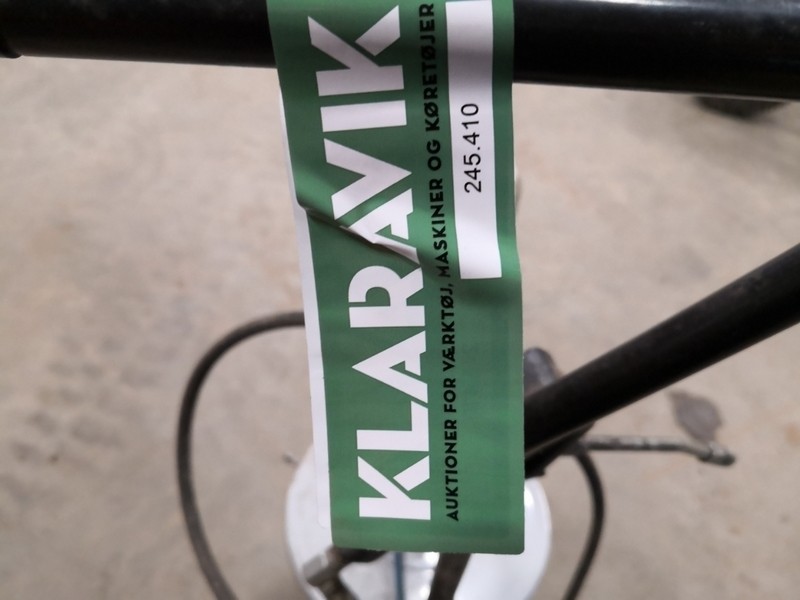 KLARAVIK
AUKTIONER FOR VÆRKTØJ, MASKINER OG KØRETØJER
245.410